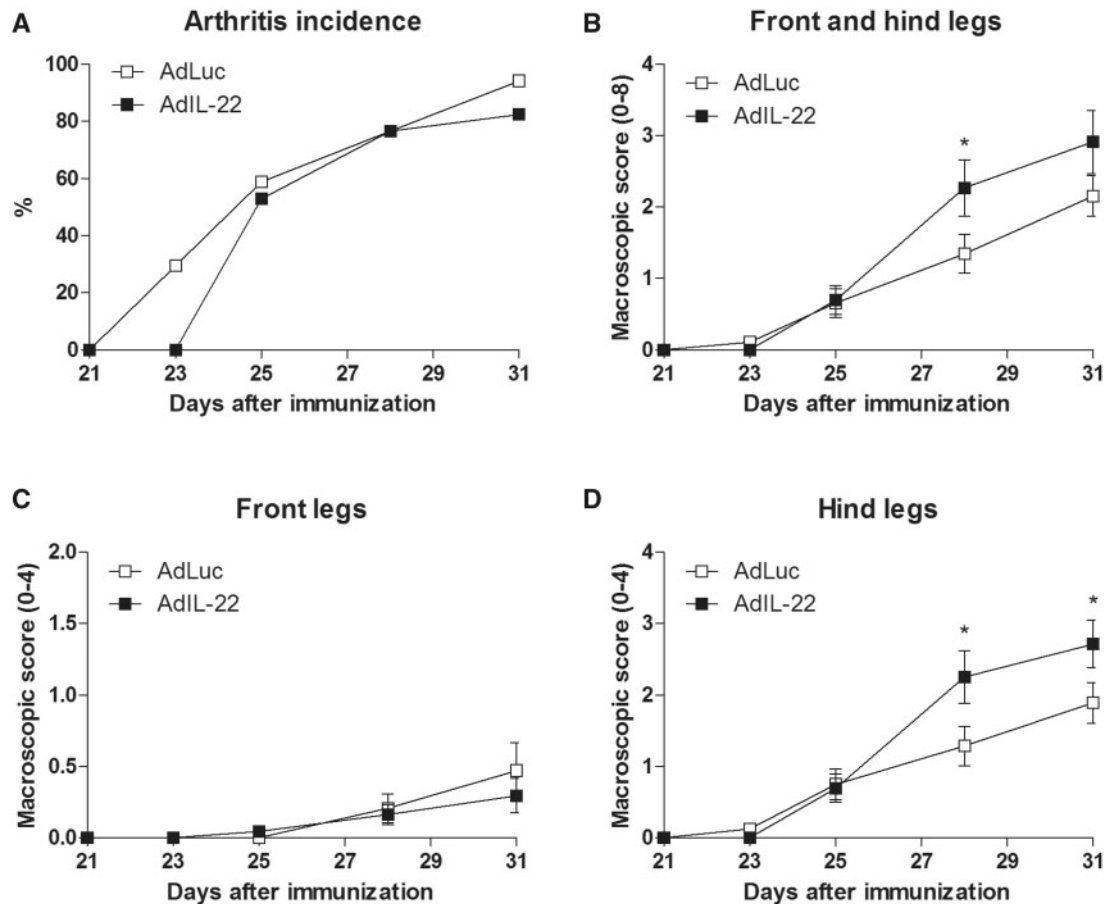 A
Arthritis incidence
%
100
80
60
40
20
0
AdLuc
AdIL-22
21 23 25 27 29 31
Days after immunization
B
Front and hind legs
Macroscopic score (0-8)
4
3
2
1
0
AdLuc
AdIL-22
*
21 23 25 27 29 31
Days after immunization
C
Front legs
Macroscopic score (0-4)
2.0
1.5
1.0
0.5
0.0
AdLuc
AdIL-22
21 23 25 27 29 31
Days after immunization
D
Hind legs
Macroscopic score (0-4)
4
3
2
1
0
AdLuc
AdIL-22
*
*
21 23 25 27 29 31
Days after immunization